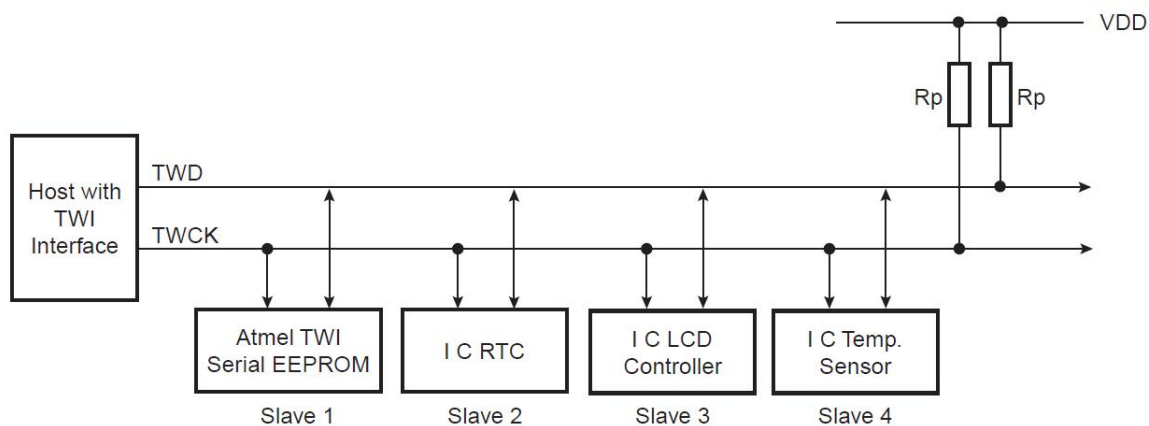 VDD
Rp
Rp
Host with
TWI
Interface
TWD
TWCK
Atmel TWI
Serial EEPROM
I C RTC
I C LCD
Controller
I C Temp.
Sensor
Slave 1
Slave 2
Slave 3
Slave 4